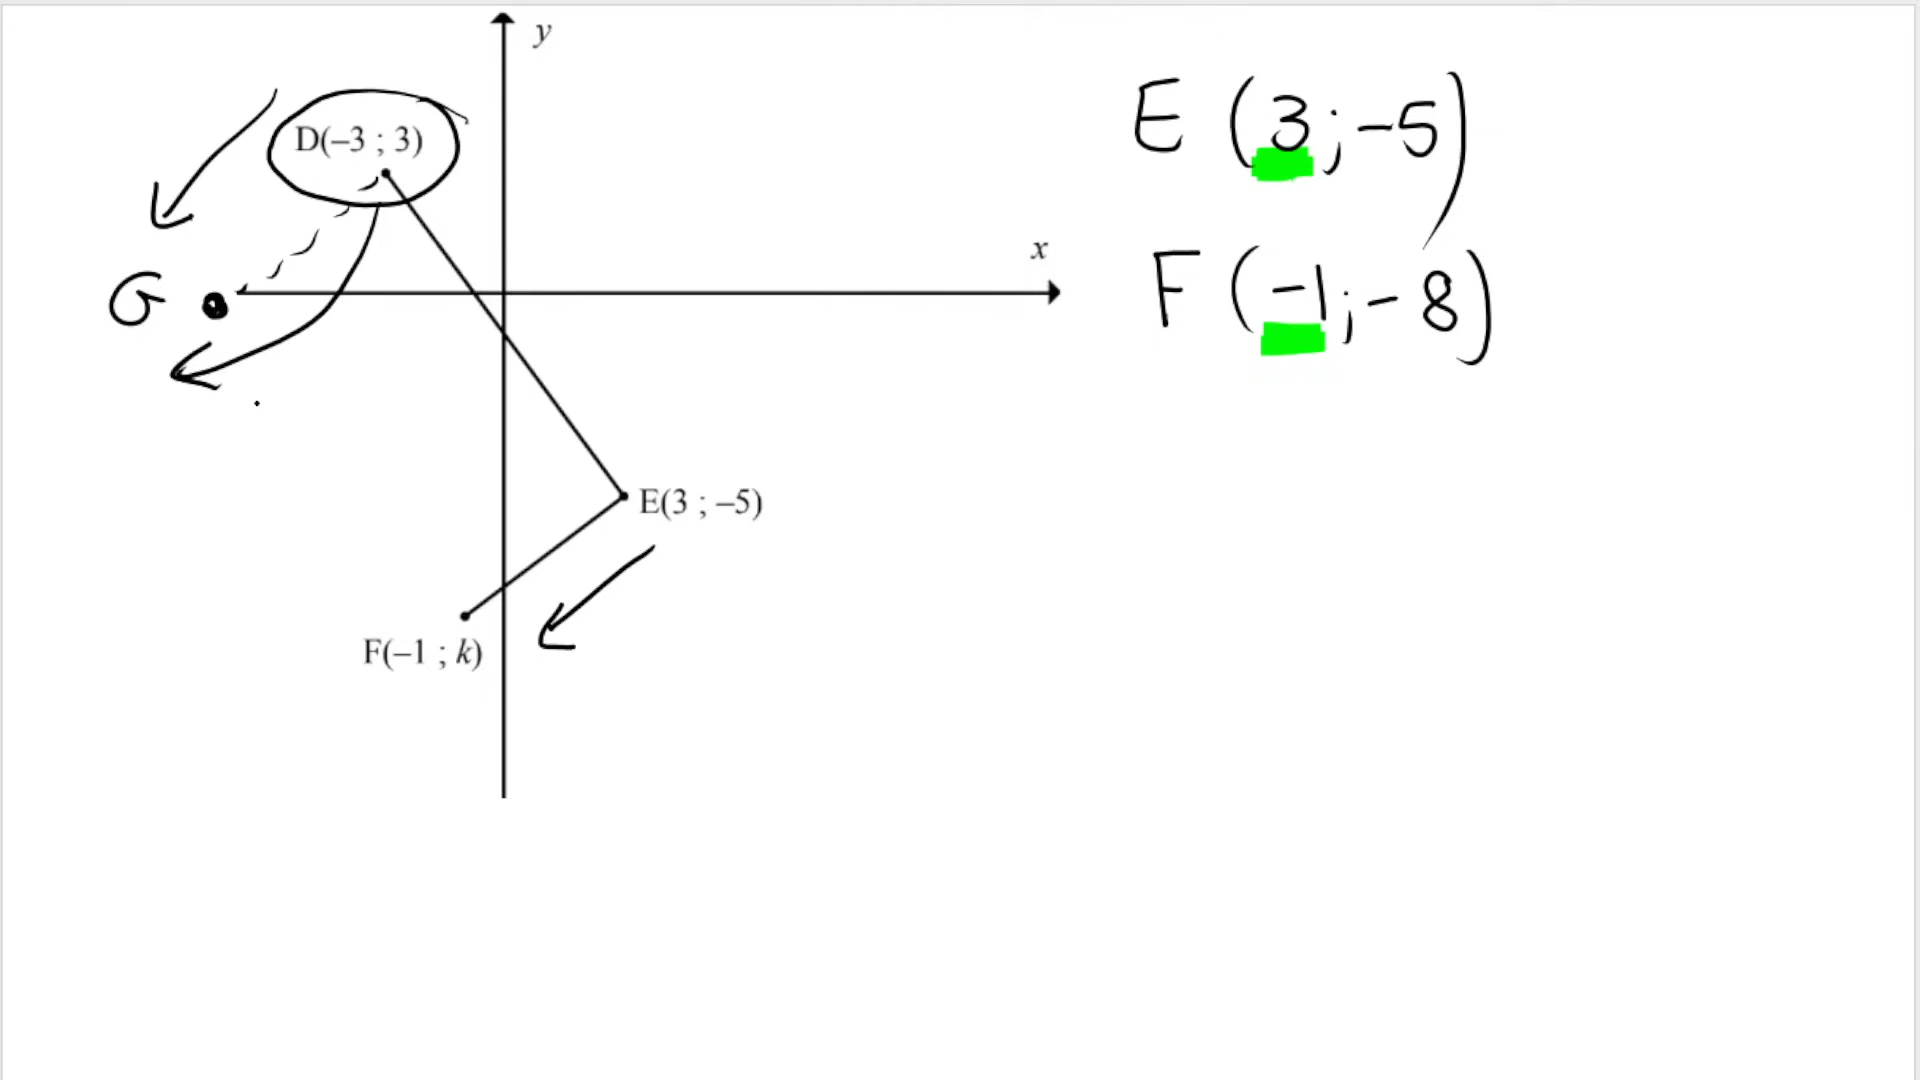 y
D(–3 ; 3)
x
G
E(3 ; –5)
F(–1 ; k)
E (3; -5)
F (-1; -8)